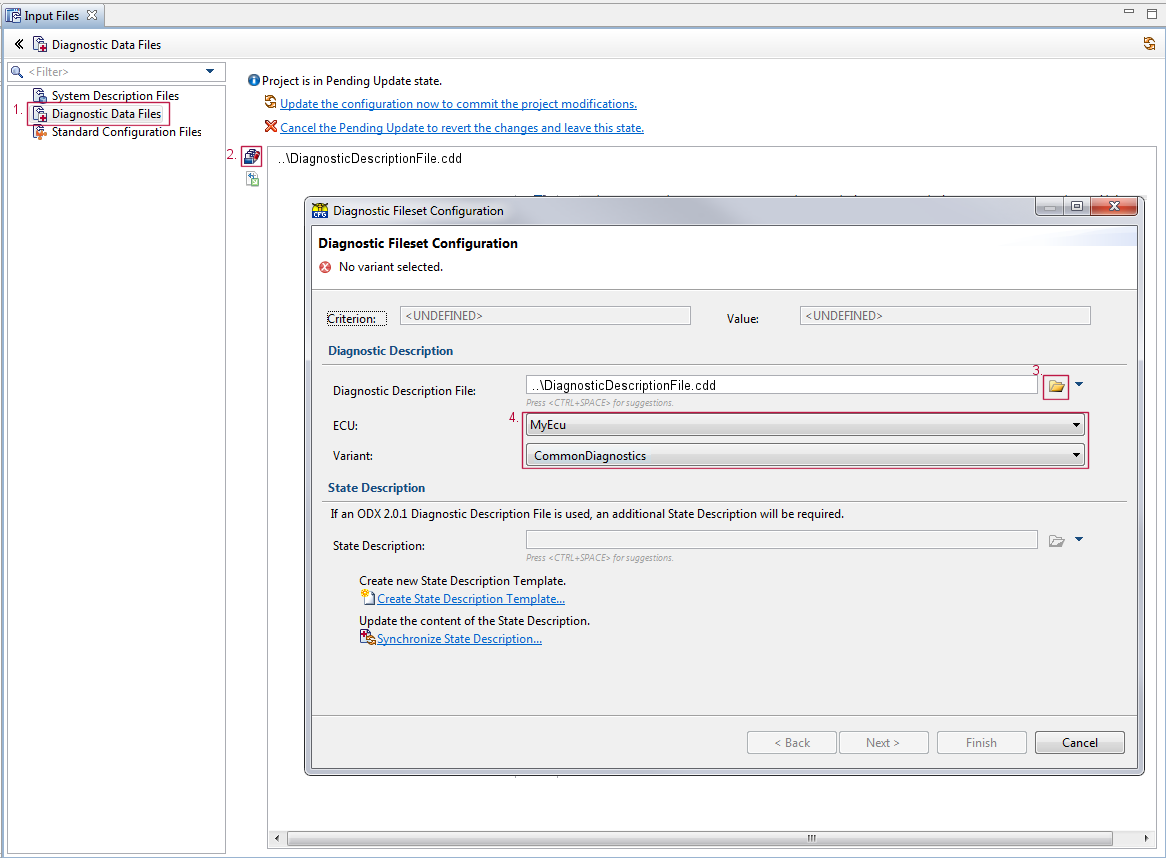 Input Files
Diagnostic Data Files
<Filter>
System Description Files
1.
Diagnostic Data Files
Standard Configuration Files
Project is in Pending Update state.
Update the configuration now to commit the project modifications.
Cancel the Pending Update to revert the changes and leave this state.
2.
..\DiagnosticDescriptionFile.cdd
CFG
Diagnostic Fileset Configuration
Diagnostic Fileset Configuration
No variant selected.
Criterion: <UNDEFINED> Value: <UNDEFINED>
Diagnostic Description
3.
Diagnostic Description File: ..\DiagnosticDescriptionFile.cdd
Press <CTRL+SPACE> for suggestions.
4.
ECU: MyEcu
Variant: CommonDiagnostics
State Description
If an ODX 2.0.1 Diagnostic Description File is used, an additional State Description will be required.
State Description:
Press <CTRL+SPACE> for suggestions.
Create new State Description Template.
Create State Description Template...
Update the content of the State Description.
Synchronize State Description...
< Back Next > Finish Cancel